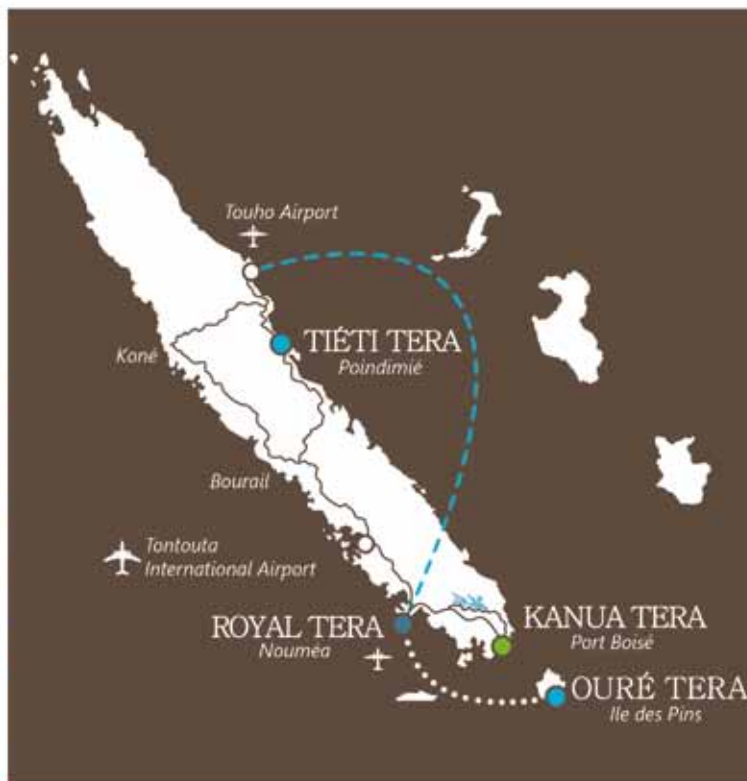 Touho Airport
TIÉTI TERA
Poindimié
Koné
Bourail
Tontouta
International Airport
ROYAL TERA
Nouméa
KANUA TERA
Port Boisé
OURÉ TERA
Ile des Pins